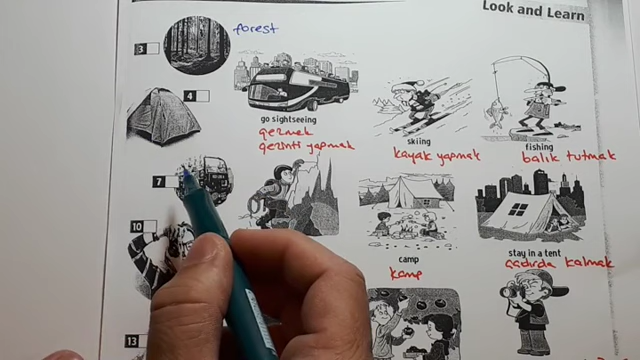 Look and Learn
3
forest
4
go sightseeing
gezmek
gezinti yapmak
skiing
kayak yapmak
fishing
balık tutmak
7
10
camp
kamp
stay in a tent
çadırda kalmak
13